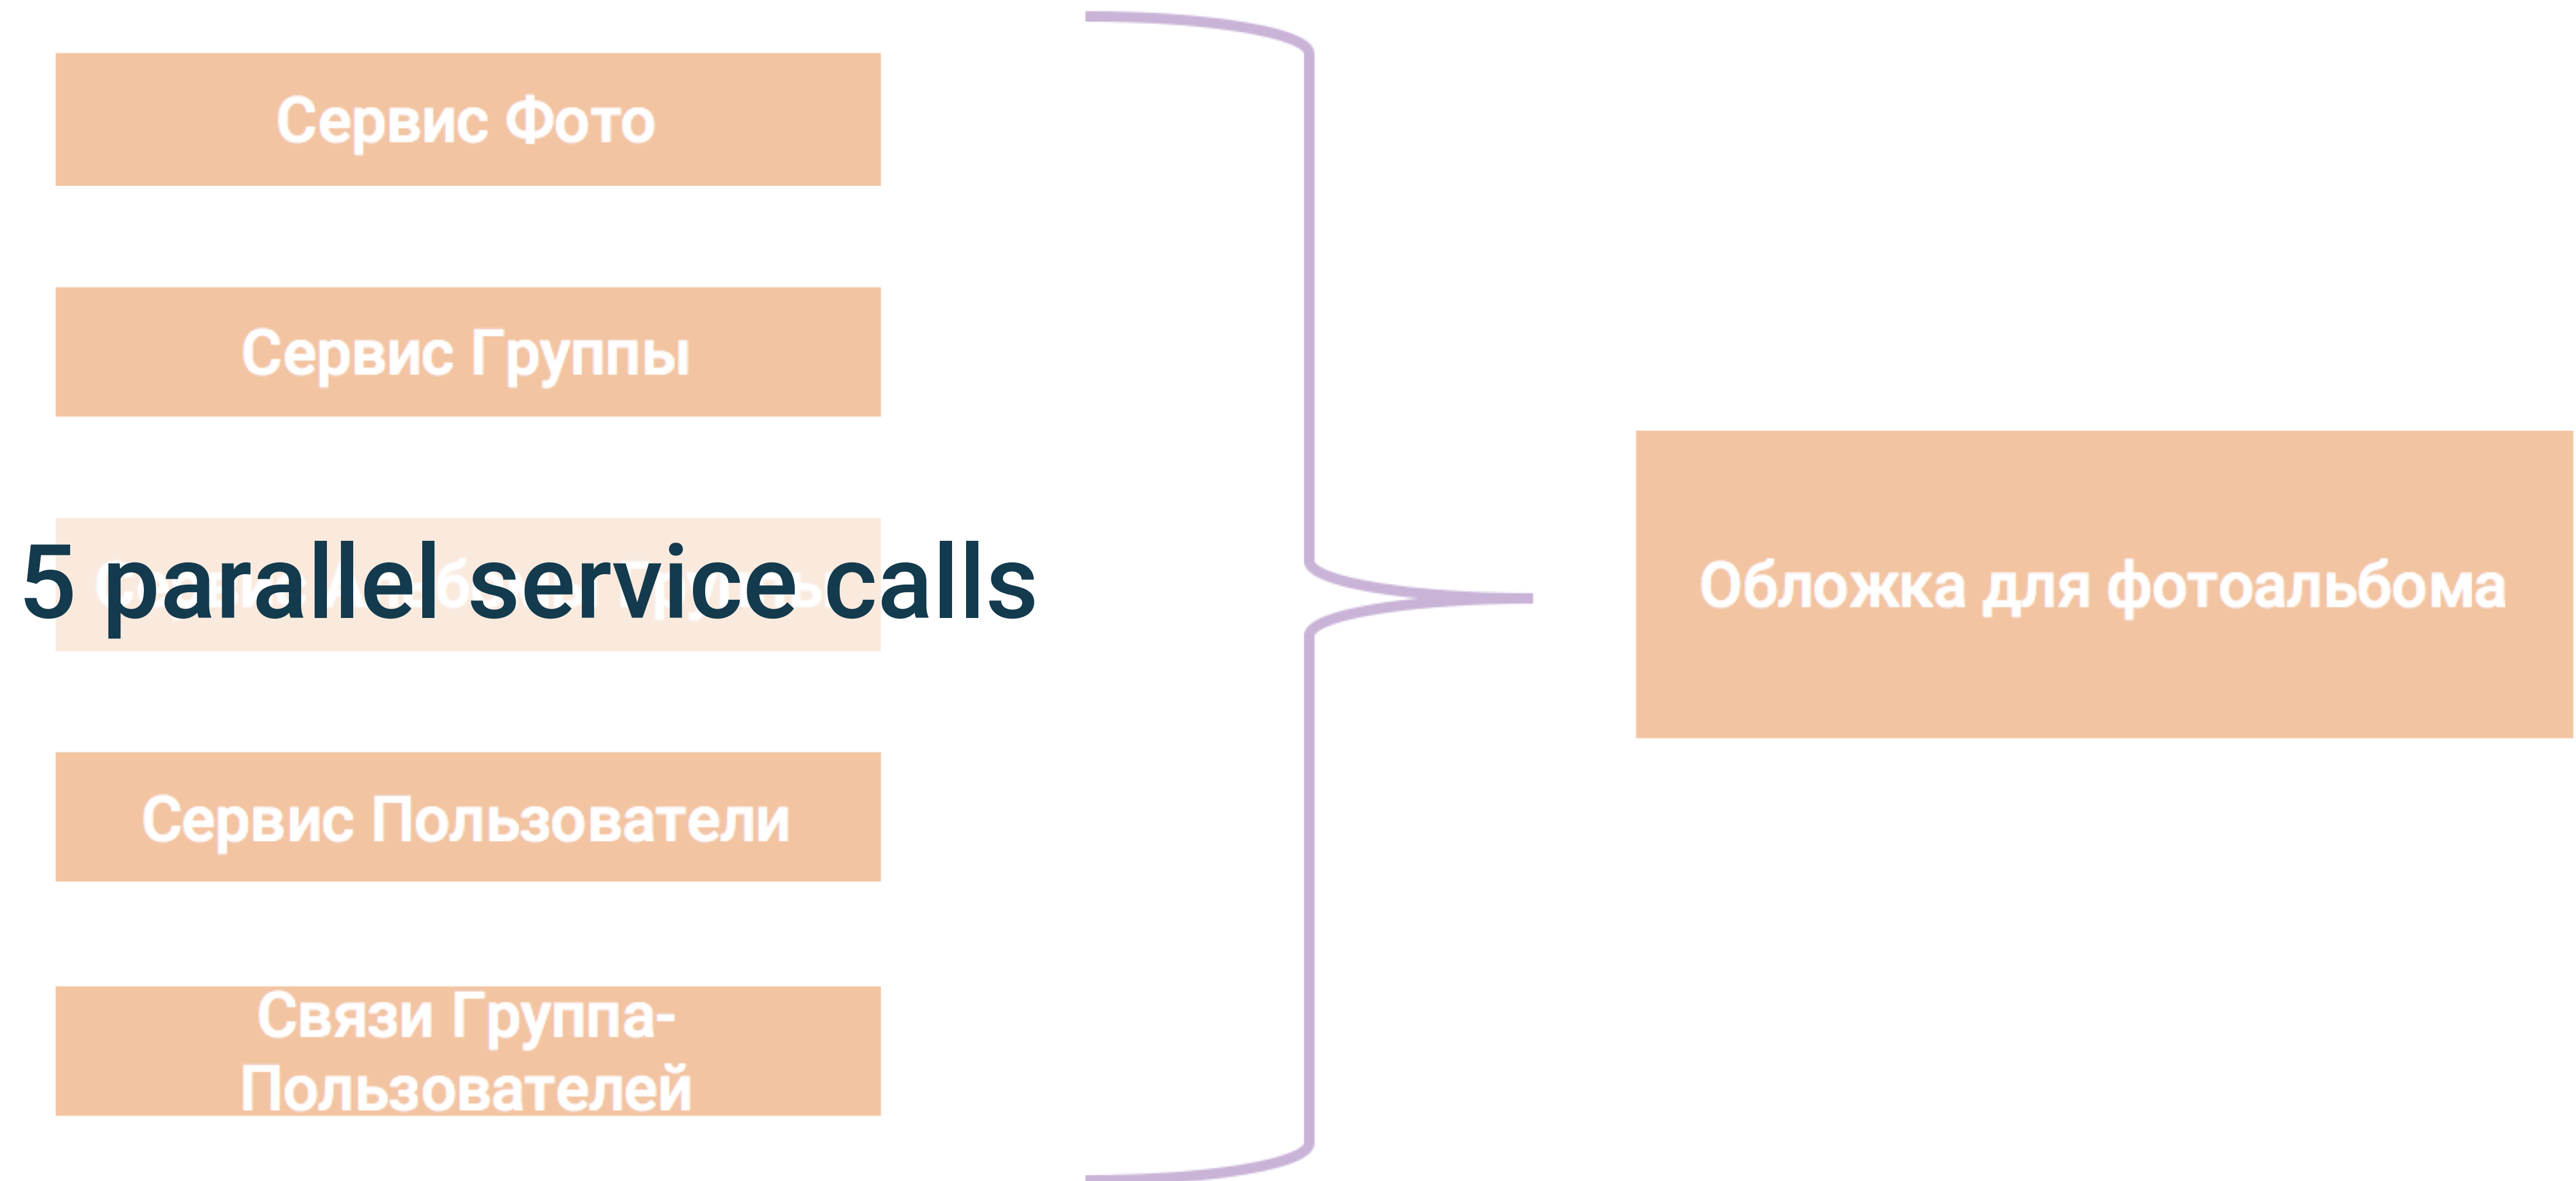 Сервис Фото
Сервис Группы
5 parallel service calls
Обложка для фотоальбома
Сервис Пользователи
Связи Группа-
Пользователей